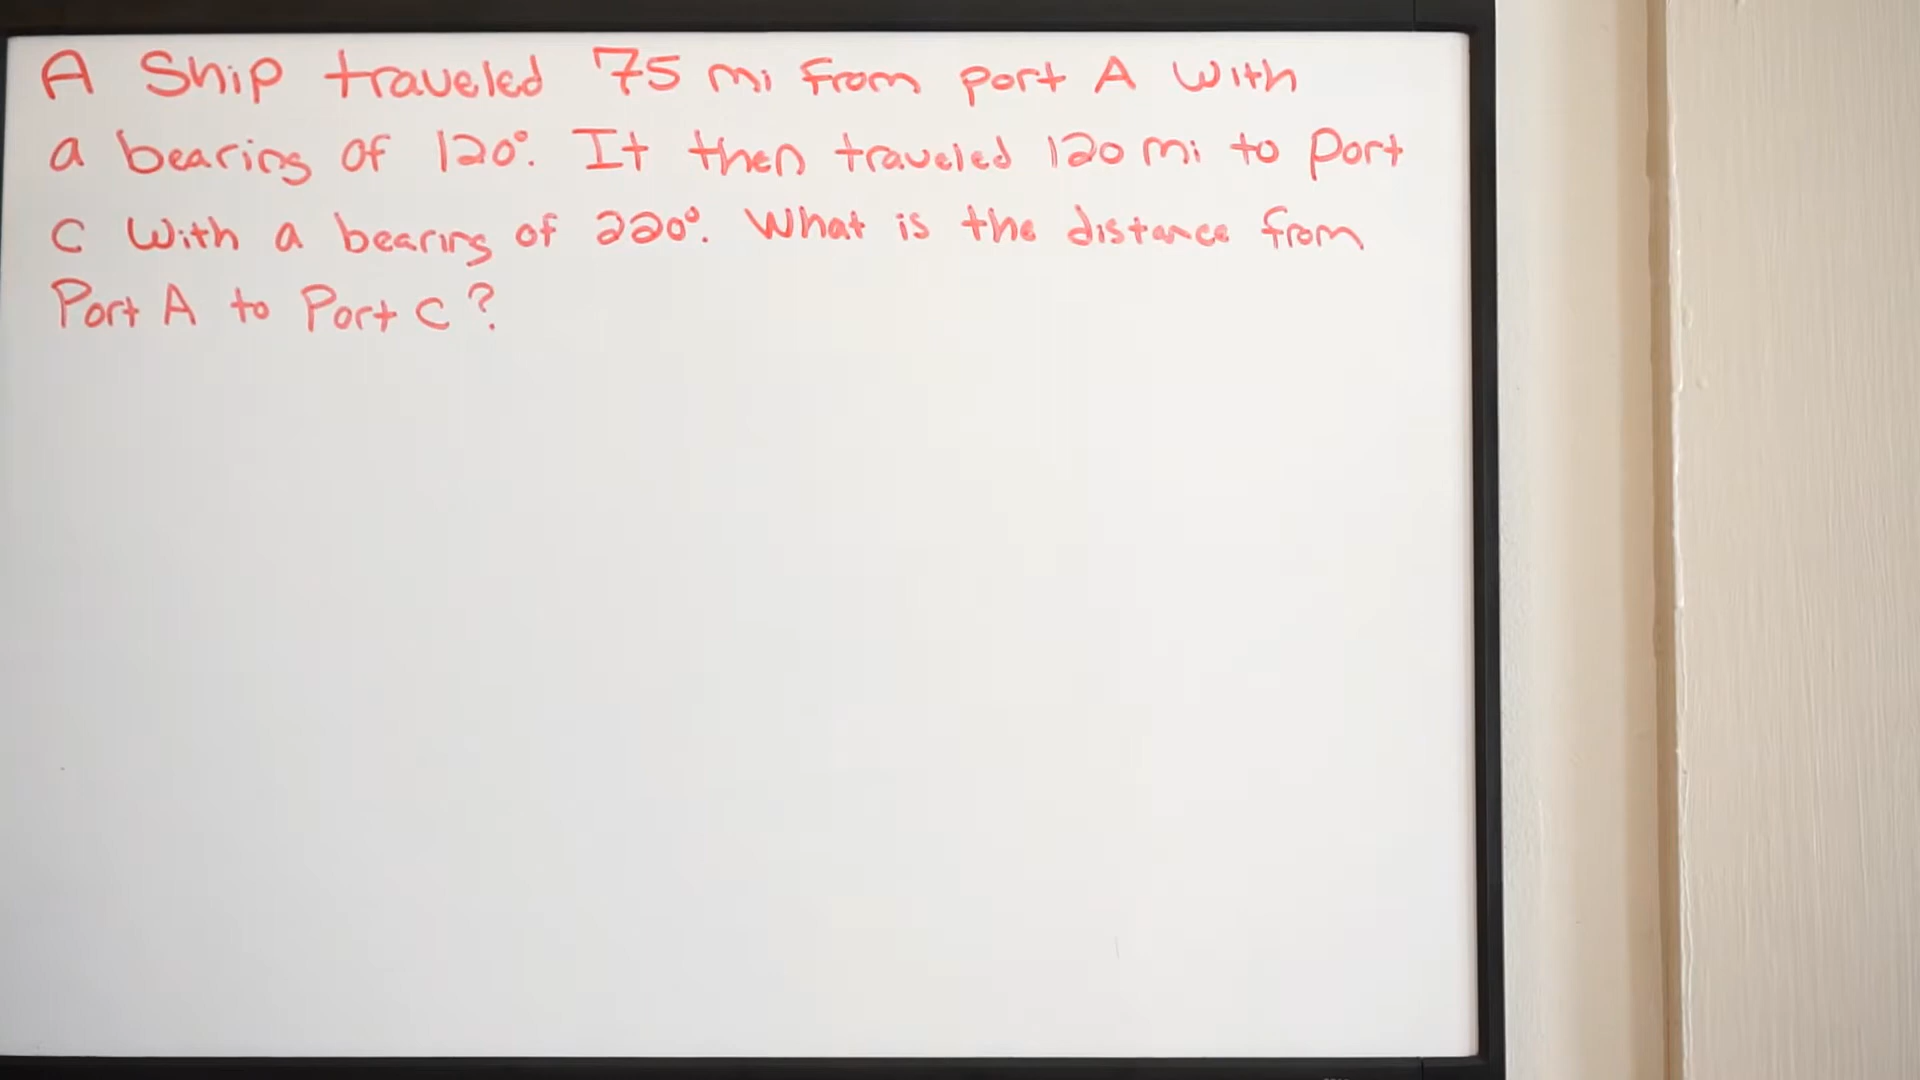 A Ship traveled 75 mi from port A with
a bearing of 120°. It then traveled 120 mi to Port
C with a bearing of 220°. What is the distance from
Port A to Port C?